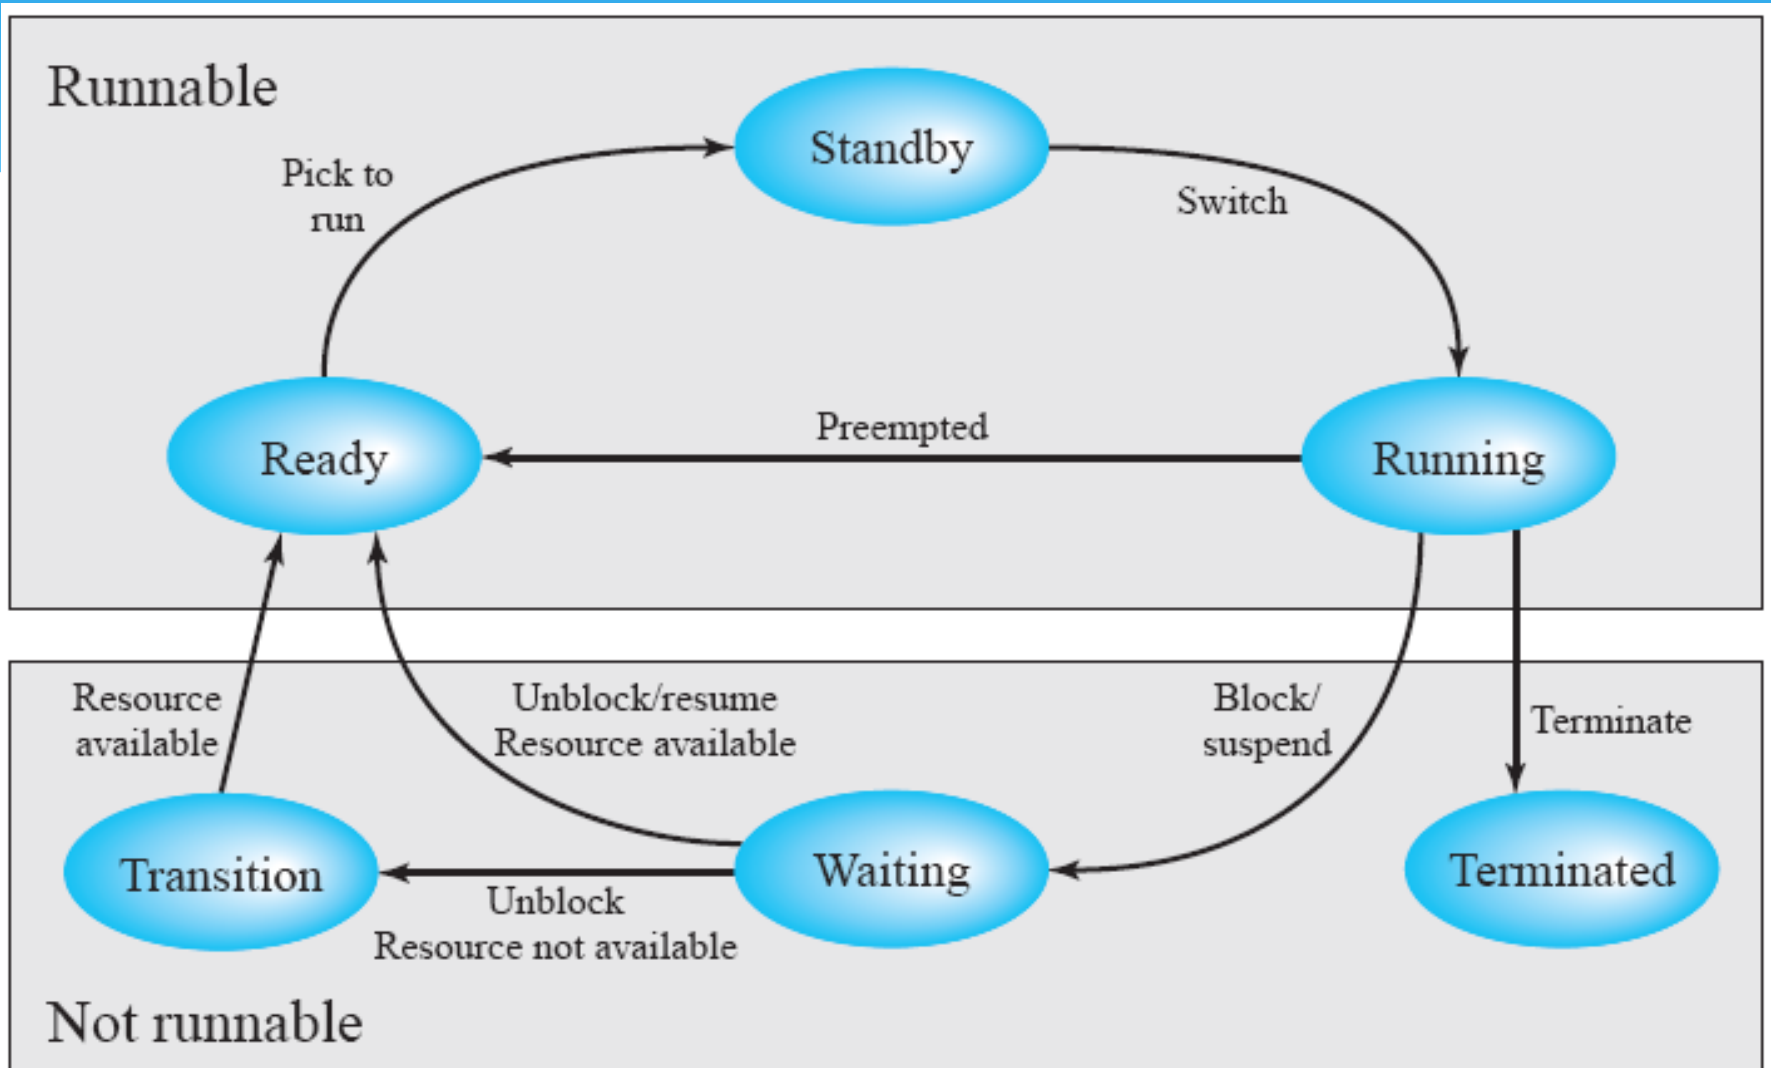 Runnable
Standby
Pick to
run
Switch
Preempted
Ready
Running
Resource
available
Unblock/resume
Resource available
Block/
suspend
Terminate
Transition
Waiting
Terminated
Unblock
Resource not available
Not runnable